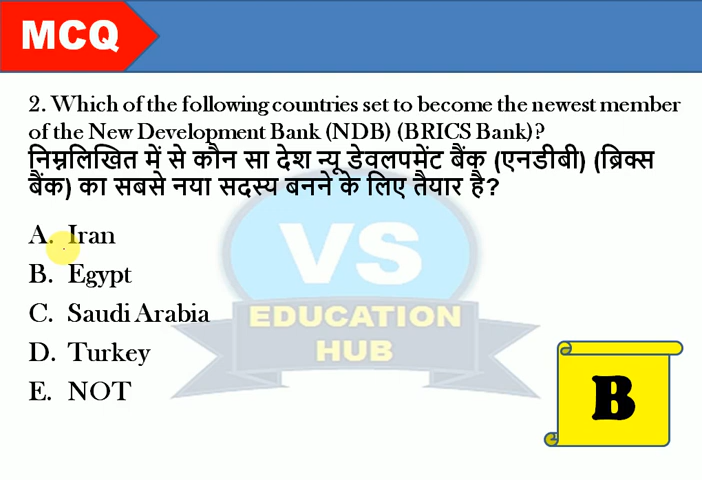 MCQ
2. Which of the following countries set to become the newest member
of the New Development Bank (NDB) (BRICS Bank)?
निम्नलिखित में से कौन सा देश न्यू डेवलपमेंट बैंक (एनडीबी) (ब्रिक्स
बैंक) का सबसे नया सदस्य बनने के लिए तैयार है?
A. Iran
B. Egypt
C. Saudi Arabia
D. Turkey
E. NOT
VS
EDUCATION
HUB
B